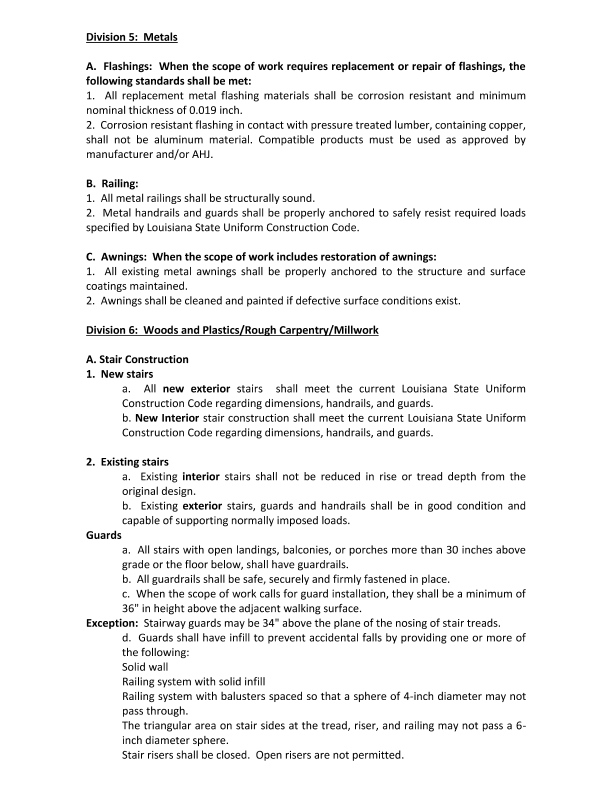 Division 5:  Metals
A.  Flashings:  When the scope of work requires replacement or repair of flashings, the
following standards shall be met:
1.  All replacement metal flashing materials shall be corrosion resistant and minimum
nominal thickness of 0.019 inch.
2.  Corrosion resistant flashing in contact with pressure treated lumber, containing copper,
shall not be aluminum material. Compatible products must be used as approved by
manufacturer and/or AHJ.
B.  Railing:
1.  All metal railings shall be structurally sound.
2.  Metal handrails and guards shall be properly anchored to safely resist required loads
specified by Louisiana State Uniform Construction Code.
C.  Awnings:  When the scope of work includes restoration of awnings:
1.  All existing metal awnings shall be properly anchored to the structure and surface
coatings maintained.
2.  Awnings shall be cleaned and painted if defective surface conditions exist.
Division 6:  Woods and Plastics/Rough Carpentry/Millwork
A. Stair Construction
1.  New stairs
a.  All new exterior stairs  shall meet the current Louisiana State Uniform
Construction Code regarding dimensions, handrails, and guards.
b. New Interior stair construction shall meet the current Louisiana State Uniform
Construction Code regarding dimensions, handrails, and guards.
2.  Existing stairs
a.  Existing interior stairs shall not be reduced in rise or tread depth from the
original design.
b.  Existing exterior stairs, guards and handrails shall be in good condition and
capable of supporting normally imposed loads.
Guards
a.  All stairs with open landings, balconies, or porches more than 30 inches above
grade or the floor below, shall have guardrails.
b.  All guardrails shall be safe, securely and firmly fastened in place.
c.  When the scope of work calls for guard installation, they shall be a minimum of
36" in height above the adjacent walking surface.
Exception:  Stairway guards may be 34" above the plane of the nosing of stair treads.
d.  Guards shall have infill to prevent accidental falls by providing one or more of
the following:
Solid wall
Railing system with solid infill
Railing system with balusters spaced so that a sphere of 4-inch diameter may not
pass through.
The triangular area on stair sides at the tread, riser, and railing may not pass a 6-
inch diameter sphere.
Stair risers shall be closed.  Open risers are not permitted.